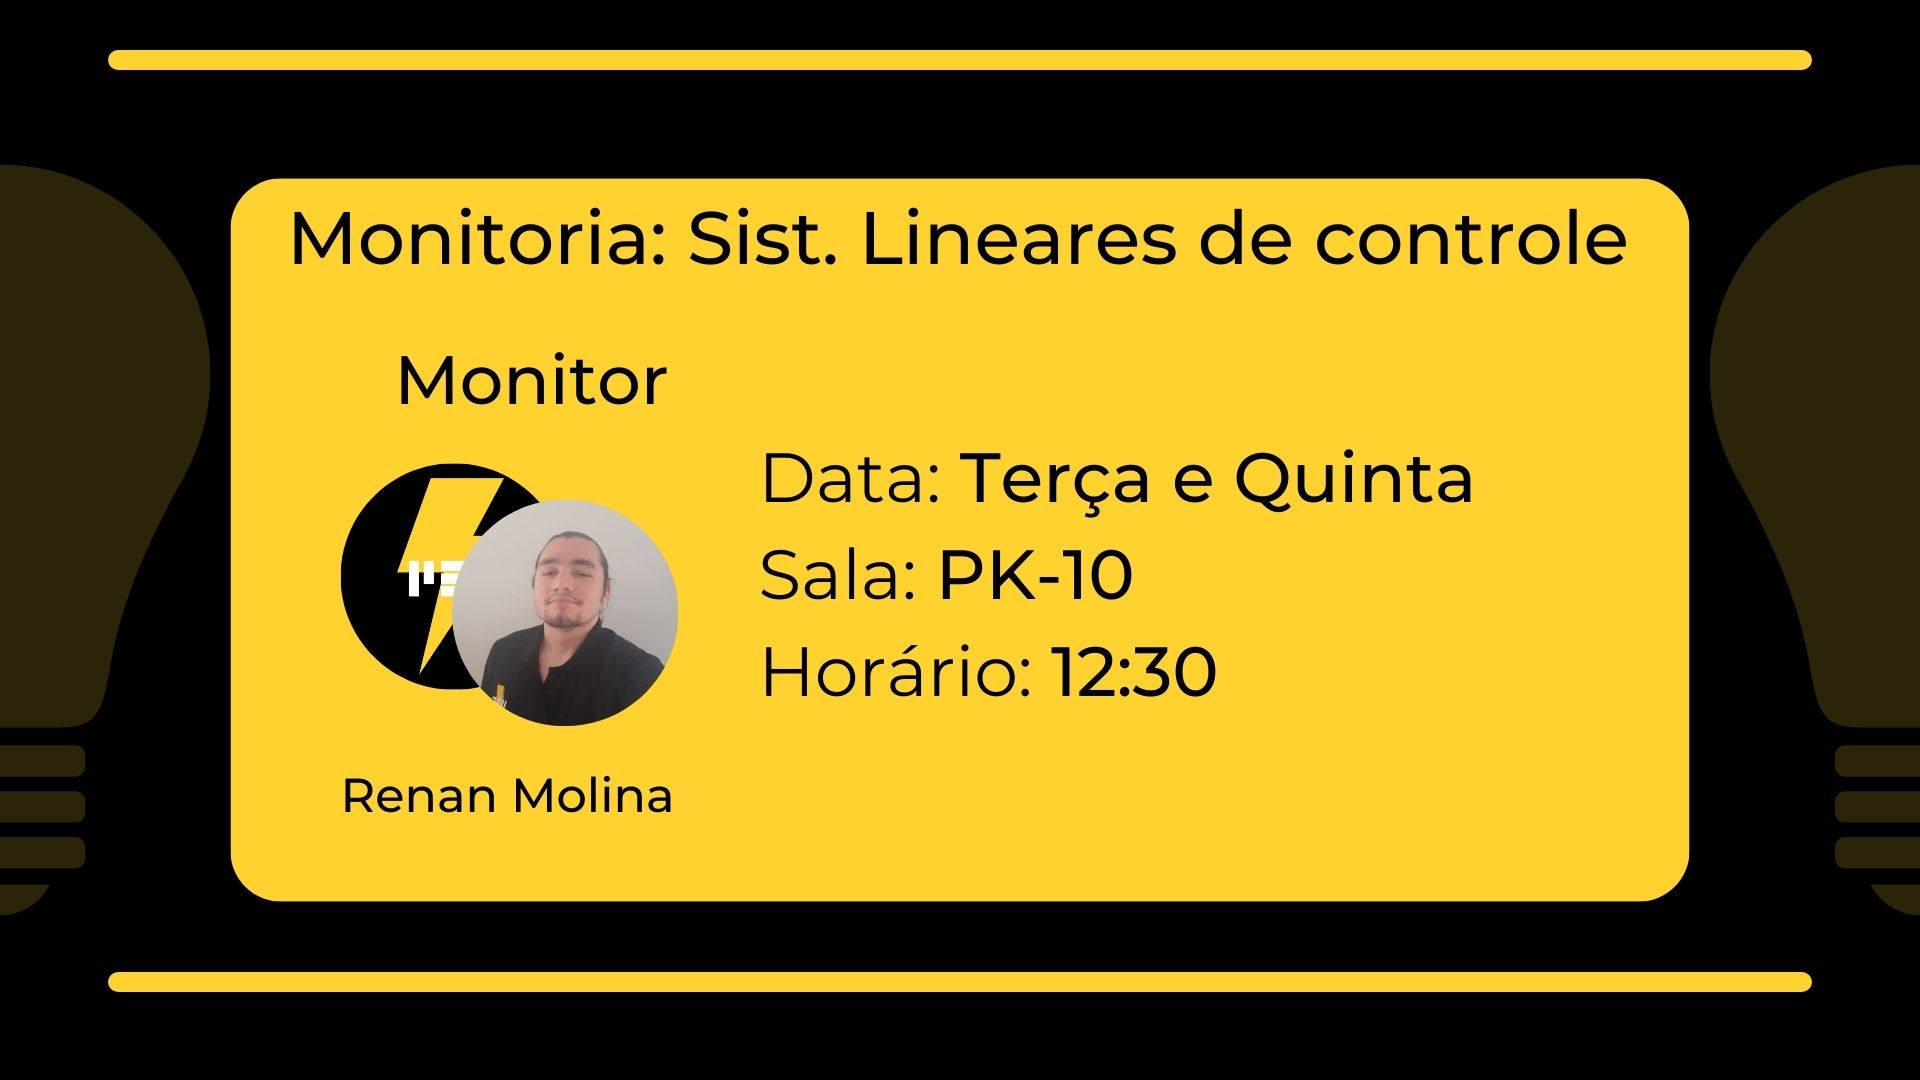 Monitoria: Sist. Lineares de controle
Monitor
Data: Terça e Quinta
Sala: PK-10
Horário: 12:30
Renan Molina